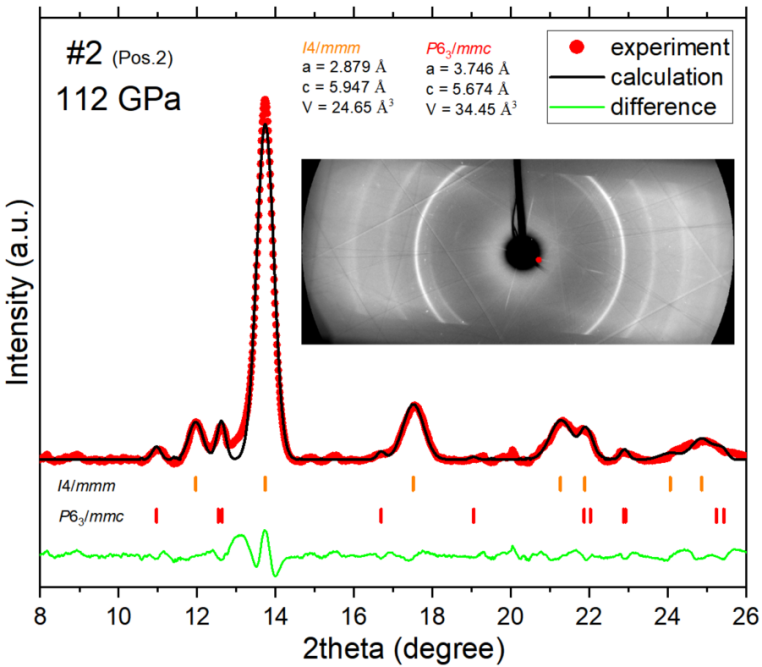 #2 (Pos.2)
112 GPa
I4/mmm
a = 2.879 Å
c = 5.947 Å
V = 24.65 Å³
P6₃/mmc
a = 3.746 Å
c = 5.674 Å
V = 34.45 Å³
experiment
calculation
difference
Intensity (a.u.)
I4/mmm
P6₃/mmc
8 10 12 14 16 18 20 22 24 26
2theta (degree)